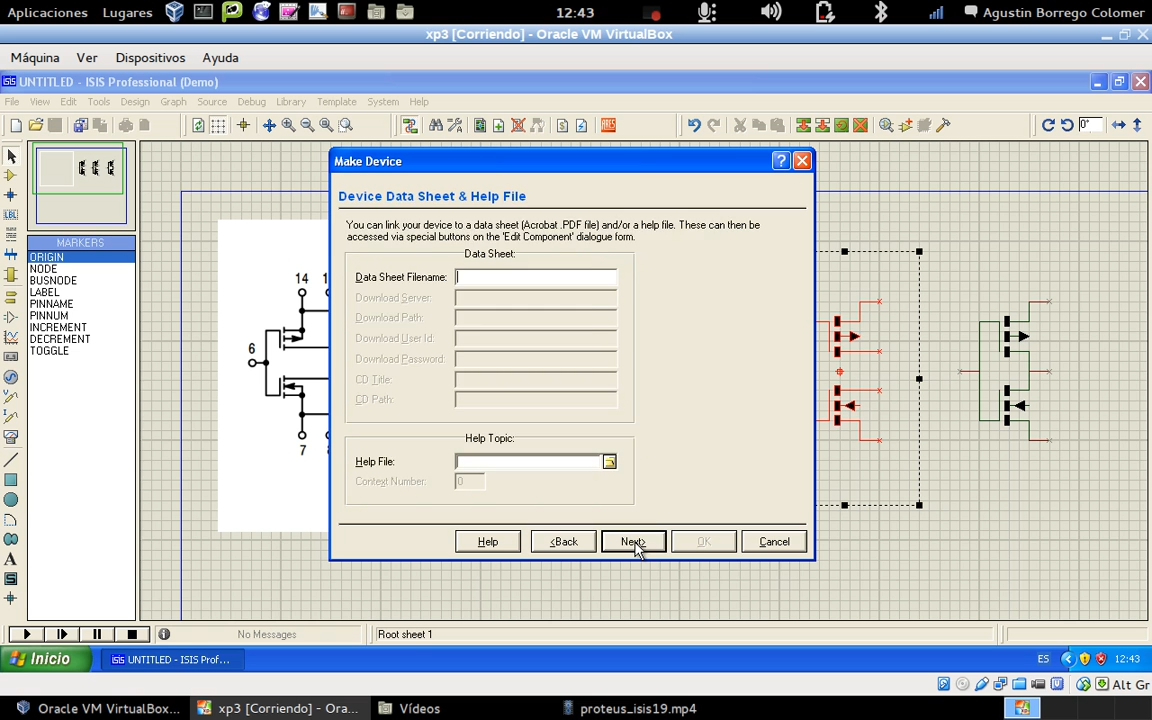 Aplicaciones Lugares 12:43 Agustin Borrego Colomer
xp3 [Corriendo] - Oracle VM VirtualBox
Máquina Ver Dispositivos Ayuda
ISIS UNTITLED - ISIS Professional (Demo)
File View Edit Tools Design Graph Source Debug Library Template System Help
0°
LBL
MARKERS
ORIGIN
NODE
BUSNODE
LABEL
PINNAME
PINNUM
INCREMENT
DECREMENT
TOGGLE
A
S
14 1
6
7
Make Device
Device Data Sheet & Help File
You can link your device to a data sheet (Acrobat .PDF file) and/or a help file. These can then be
accessed via special buttons on the 'Edit Component' dialogue form.
Data Sheet:
Data Sheet Filename:
Download Server:
Download Path:
Download User Id:
Download Password:
CD Title:
CD Path:
Help Topic:
Help File:
Context Number: 0
Help <Back Next> OK Cancel
No Messages Root sheet 1
Inicio ISIS UNTITLED - ISIS Prof... ES 12:43
Alt Gr
Oracle VM VirtualBox... xp3 [Corriendo] - Ora... Vídeos proteus_isis19.mp4